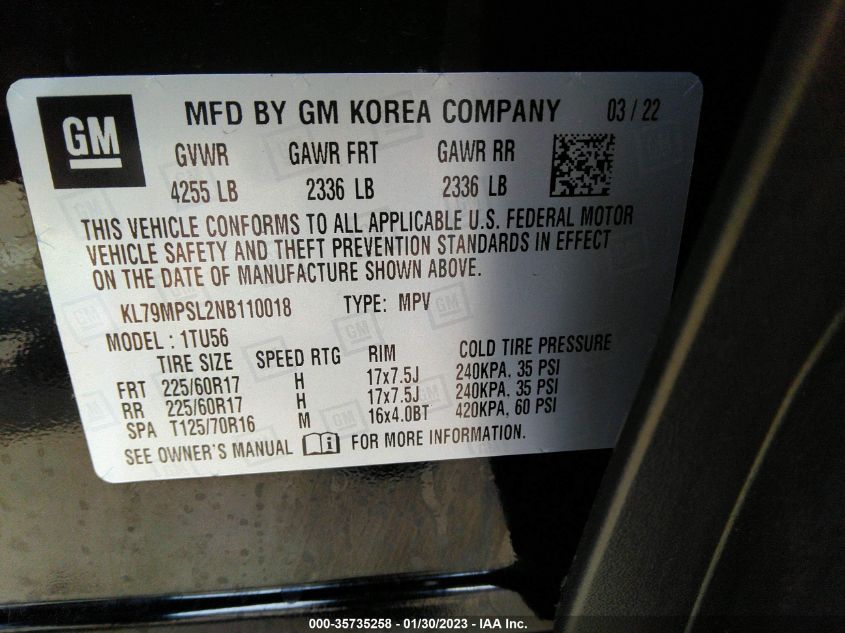 GM MFD BY GM KOREA COMPANY 03 / 22
GVWR GAWR FRT GAWR RR
4255 LB 2336 LB 2336 LB
THIS VEHICLE CONFORMS TO ALL APPLICABLE U.S. FEDERAL MOTOR
VEHICLE SAFETY AND THEFT PREVENTION STANDARDS IN EFFECT
ON THE DATE OF MANUFACTURE SHOWN ABOVE.
KL79MPSL2NB110018 TYPE: MPV
MODEL : 1TU56
TIRE SIZE SPEED RTG RIM COLD TIRE PRESSURE
FRT 225/60R17 H 17x7.5J 240KPA, 35 PSI
RR 225/60R17 H 17x7.5J 240KPA, 35 PSI
SPA T125/70R16 M 16x4.0BT 420KPA, 60 PSI
SEE OWNER'S MANUAL FOR MORE INFORMATION.
000-35735258 - 01/30/2023 - IAA Inc.